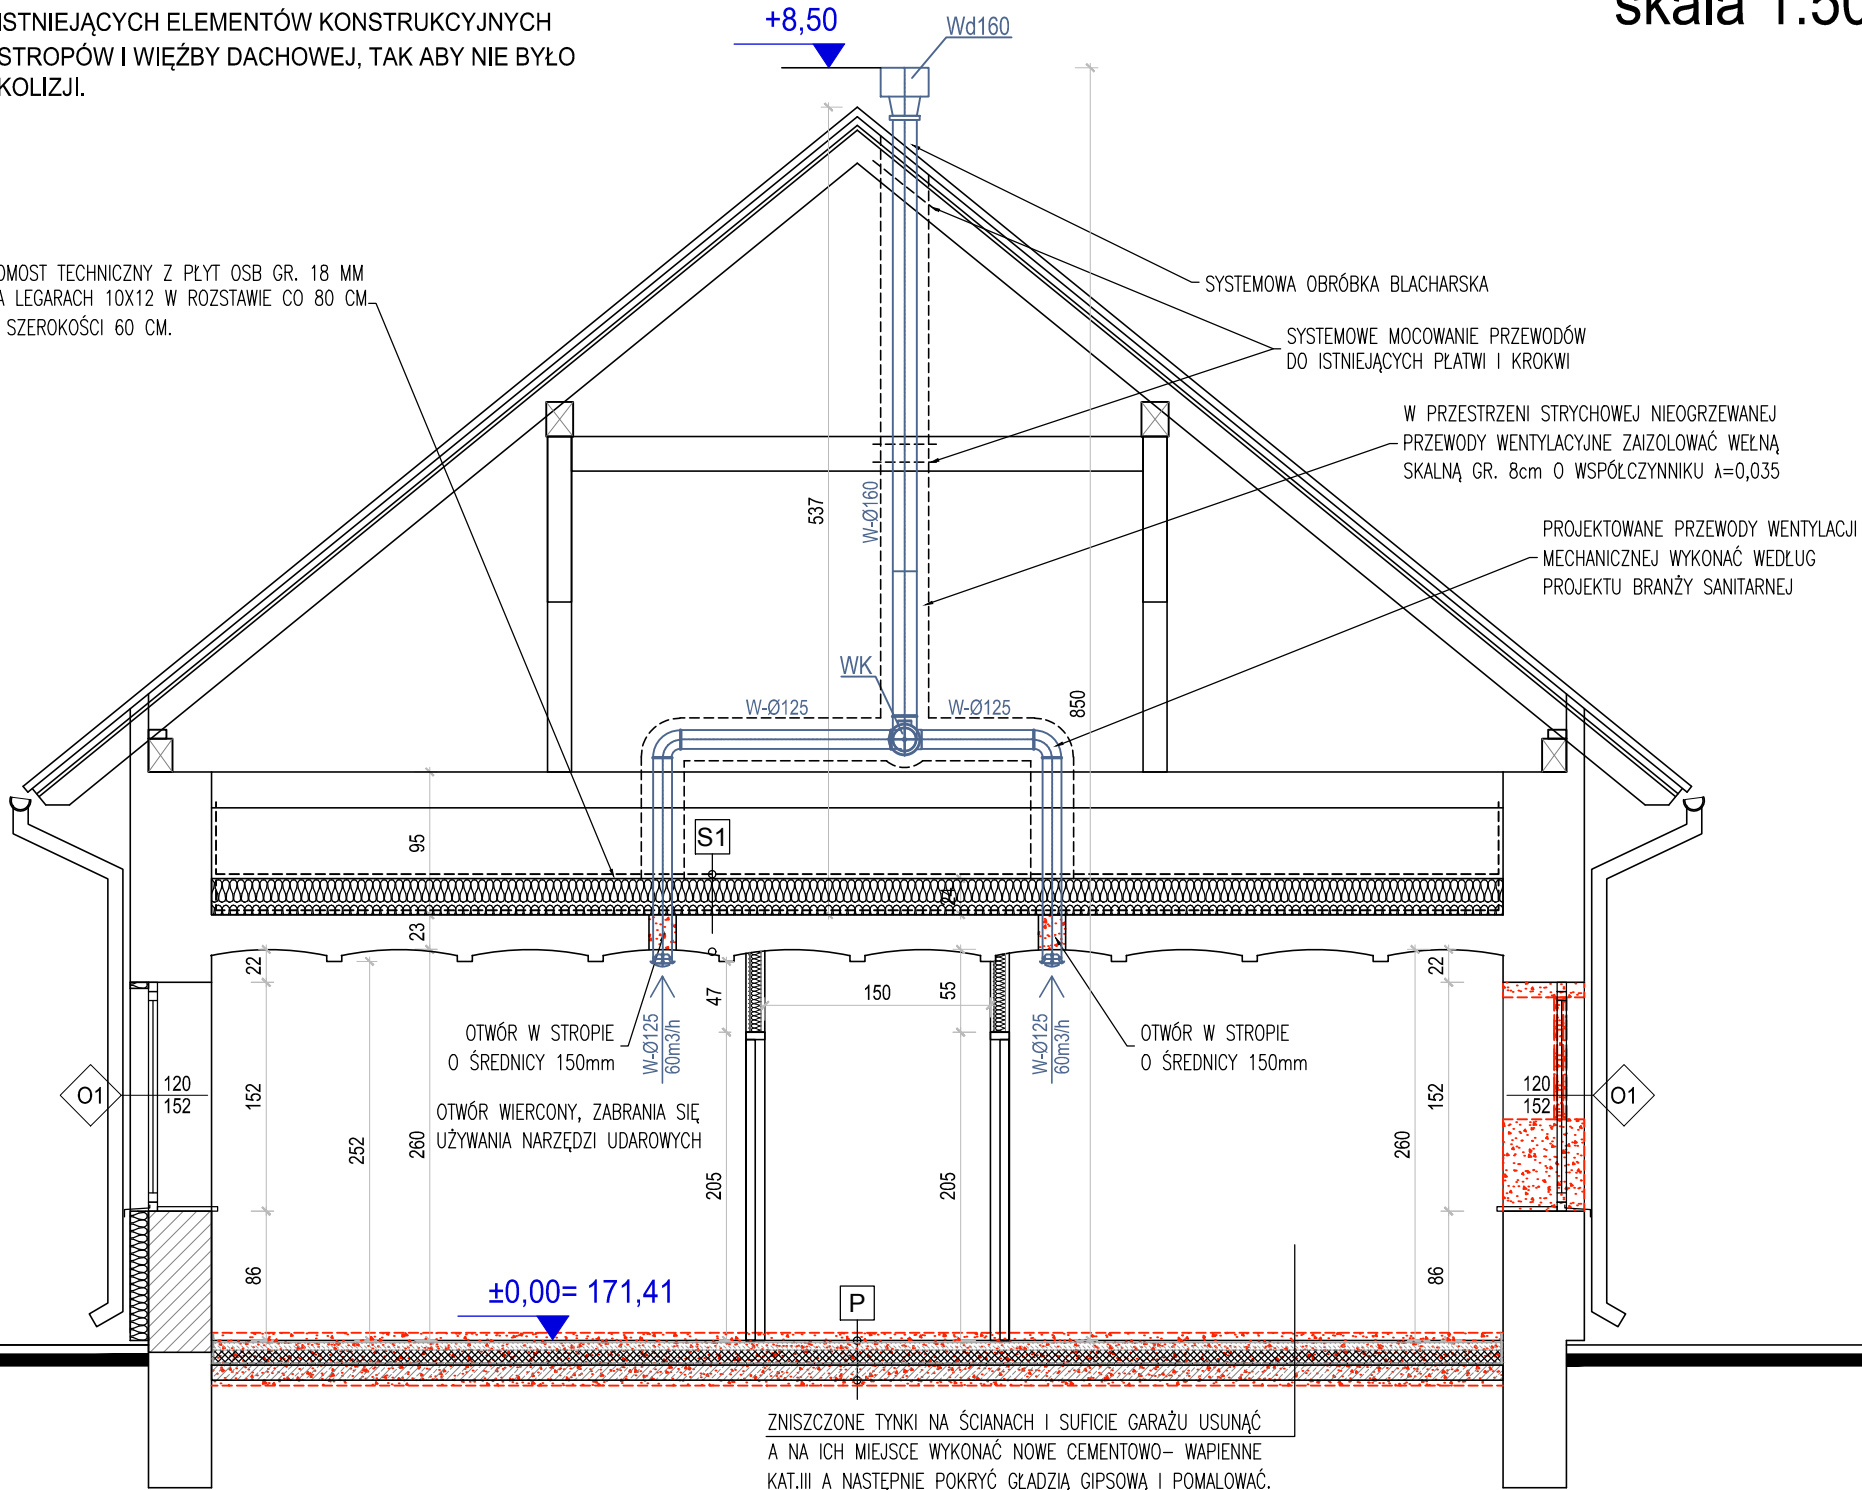 ISTNIEJĄCYCH ELEMENTÓW KONSTRUKCYJNYCH
STROPÓW I WIĘŹBY DACHOWEJ, TAK ABY NIE BYŁO
KOLIZJI.
+8,50
Wd160
skala 1:50
OMOST TECHNICZNY Z PŁYT OSB GR. 18 MM
A LEGARACH 10X12 W ROZSTAWIE CO 80 CM
SZEROKOŚCI 60 CM.
SYSTEMOWA OBRÓBKA BLACHARSKA
SYSTEMOWE MOCOWANIE PRZEWODÓW
DO ISTNIEJĄCYCH PŁATWI I KROKWI
W PRZESTRZENI STRYCHOWEJ NIEOGRZEWANEJ
PRZEWODY WENTYLACYJNE ZAIZOLOWAĆ WEŁNĄ
SKALNĄ GR. 8cm O WSPÓŁCZYNNIKU λ=0,035
PROJEKTOWANE PRZEWODY WENTYLACJI
MECHANICZNEJ WYKONAĆ WEDŁUG
PROJEKTU BRANŻY SANITARNEJ
537
W-Ø160
WK
W-Ø125
W-Ø125
850
95
S1
24
23
22
47
150
55
22
OTWÓR W STROPIE
O ŚREDNICY 150mm
W-Ø125
60m3/h
W-Ø125
60m3/h
OTWÓR W STROPIE
O ŚREDNICY 150mm
OTWÓR WIERCONY, ZABRANIA SIĘ
UŻYWANIA NARZĘDZI UDAROWYCH
O1
120
152
152
252
260
205
205
260
152
120
152
O1
86
86
±0,00= 171,41
P
ZNISZCZONE TYNKI NA ŚCIANACH I SUFICIE GARAŻU USUNĄĆ
A NA ICH MIEJSCE WYKONAĆ NOWE CEMENTOWO- WAPIENNE
KAT.III A NASTĘPNIE POKRYĆ GŁADZIĄ GIPSOWĄ I POMALOWAĆ.